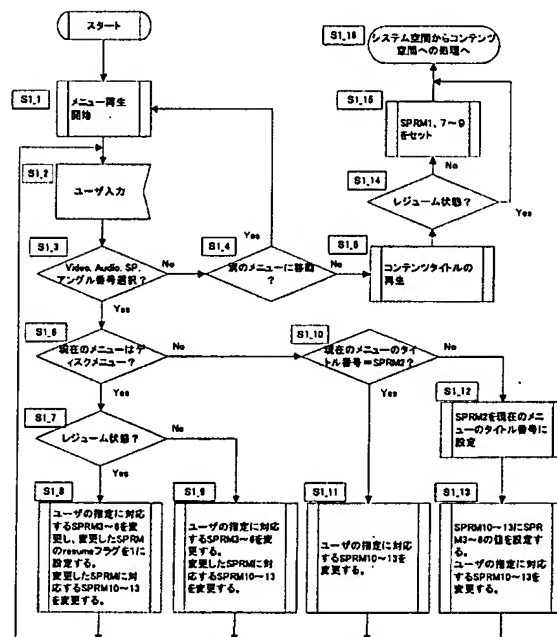 スタート
S1_1
メニュー再生
開始
S1_2
ユーザ入力
S1_3
Video、Audio、SP、
アングル番号選択?
No
Yes
S1_4
別のメニューに移動
?
Yes
No
S1_5
コンテンツタイトルの
再生
S1_14
レジューム状態?
No
Yes
S1_15
SPRM1、7~9
をセット
S1_16
システム空間からコンテンツ
空間への処理へ
S1_6
現在のメニューはディ
スクメニュー?
No
Yes
S1_10
現在のメニューのタイ
トル番号=SPRM2?
No
Yes
S1_7
レジューム状態?
No
Yes
S1_12
SPRM2を現在のメニュー
のタイトル番号に
設定
S1_8
ユーザの指定に対応
するSPRM3~6を変
更し、変更したSPRM
のresumeフラグを1に
設定する。
変更したSPRMに対
応するSPRM10~13
を変更する。
S1_9
ユーザの指定に対応
するSPRM3~6を変
更する。
変更したSPRMに対
応するSPRM10~13
を変更する。
S1_11
ユーザの指定に対応
するSPRM10~13を
変更する。
S1_13
SPRM10~13にSP
RM3~6の値を設定す
る。
ユーザの指定に対応
するSPRM10~13を
変更する。